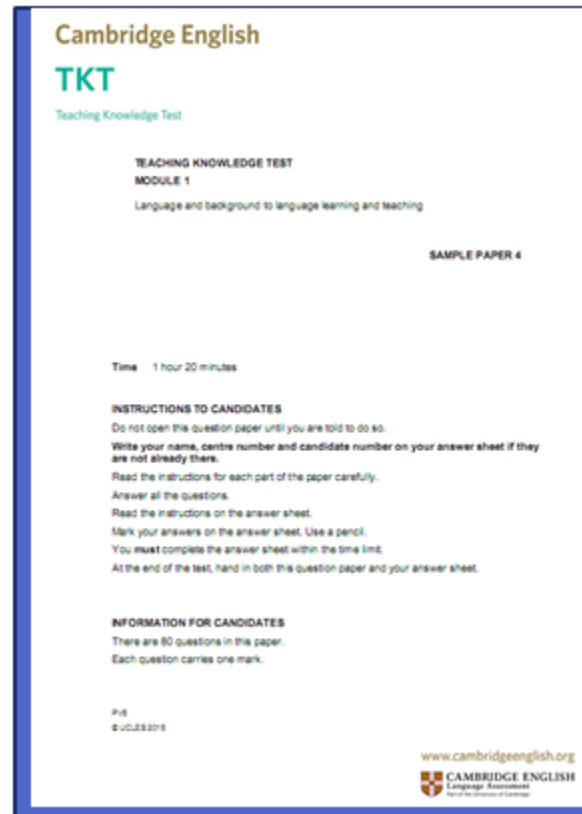 Cambridge English
TKT
Teaching Knowledge Test
TEACHING KNOWLEDGE TEST
MODULE 1
Language and background to language learning and teaching
SAMPLE PAPER 4
Time 1 hour 20 minutes
INSTRUCTIONS TO CANDIDATES
Do not open this question paper until you are told to do so.
Write your name, centre number and candidate number on your answer sheet if they
are not already there.
Read the instructions for each part of the paper carefully.
Answer all the questions.
Read the instructions on the answer sheet.
Mark your answers on the answer sheet. Use a pencil.
You must complete the answer sheet within the time limit.
At the end of the test, hand in both this question paper and your answer sheet.
INFORMATION FOR CANDIDATES
There are 80 questions in this paper.
Each question carries one mark.
© UCLES 2015
www.cambridgeenglish.org
CAMBRIDGE ENGLISH
Language Assessment
Part of the University of Cambridge